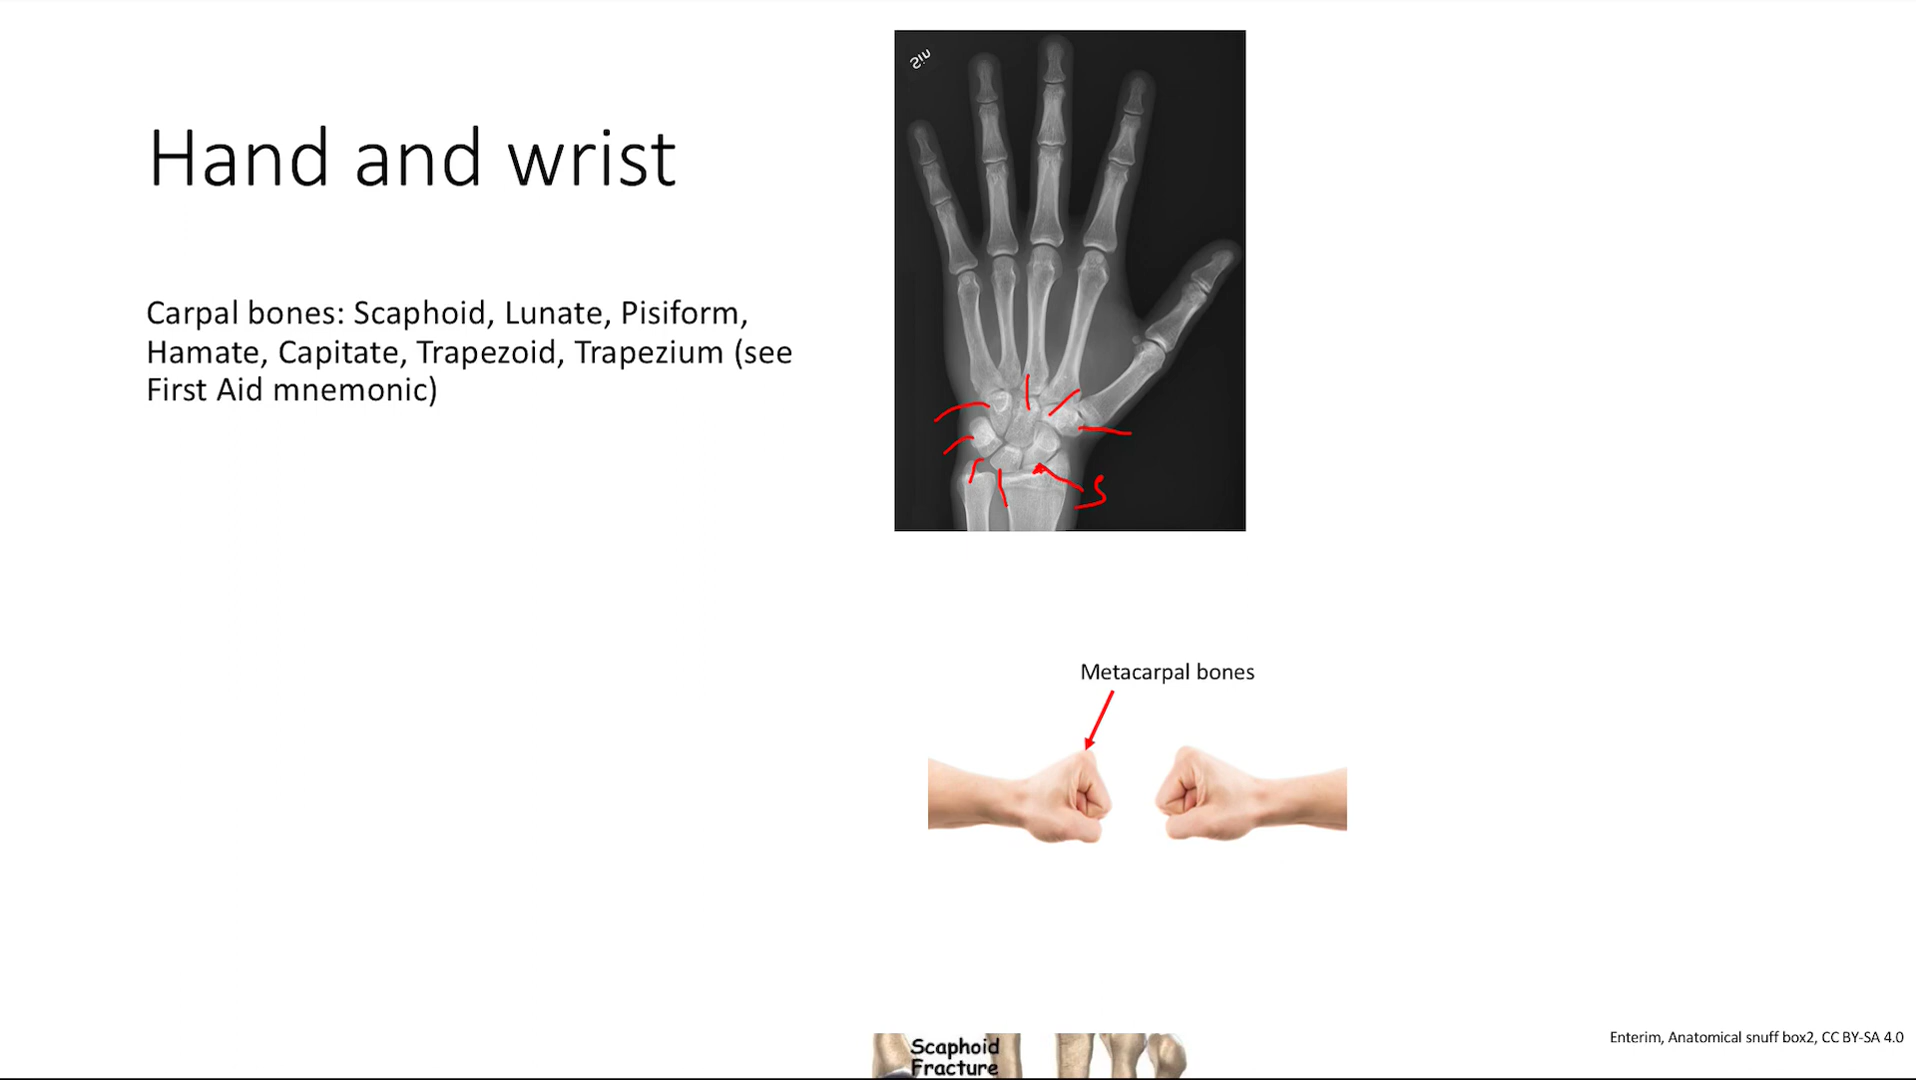 Sin
Hand and wrist
Carpal bones: Scaphoid, Lunate, Pisiform,
Hamate, Capitate, Trapezoid, Trapezium (see
First Aid mnemonic)
S
Metacarpal bones
Enterim, Anatomical snuff box2, CC BY-SA 4.0
Scaphoid
Fracture